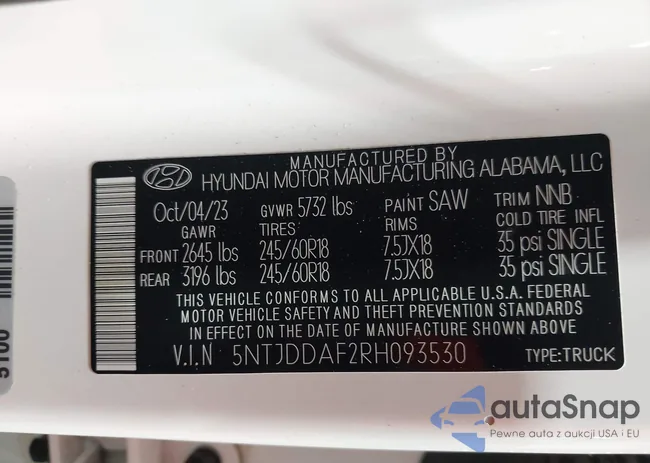 MANUFACTURED BY
HYUNDAI MOTOR MANUFACTURING ALABAMA, LLC
Oct/04/23 GVWR 5732 lbs PAINT SAW TRIM NNB
GAWR TIRES RIMS COLD TIRE INFL
FRONT 2645 lbs 245/60R18 7.5JX18 35 psi SINGLE
REAR 3196 lbs 245/60R18 7.5JX18 35 psi SINGLE
THIS VEHICLE CONFORMS TO ALL APPLICABLE U.S.A. FEDERAL
MOTOR VEHICLE SAFETY AND THEFT PREVENTION STANDARDS
IN EFFECT ON THE DATE OF MANUFACTURE SHOWN ABOVE.
V.I.N 5NTJDDAF2RH093530 TYPE:TRUCK
autaSnap
Pewne auta z aukcji USA i EU